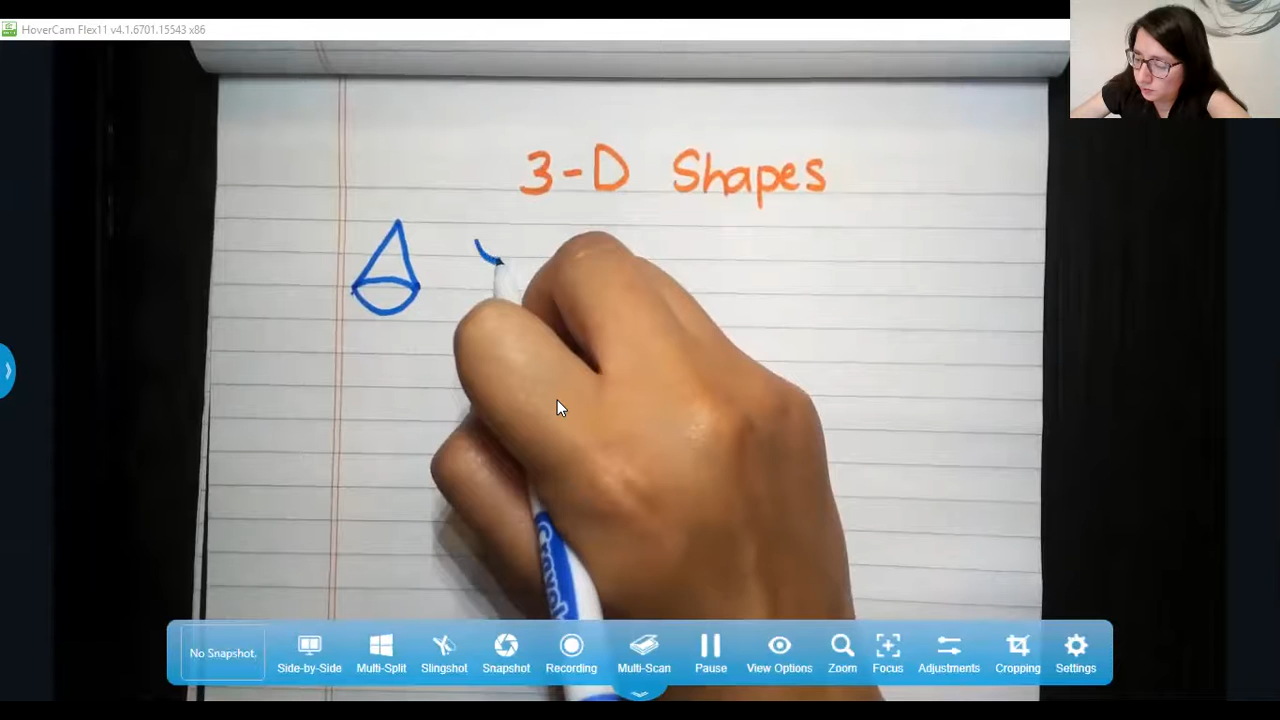 HoverCam Flex11 v4.1.6701.15543 x86
3-D Shapes
No Snapshot.
Side-by-Side
Multi-Split
Slingshot
Snapshot
Recording
Multi-Scan
Pause
View Options
Zoom
Focus
Adjustments
Cropping
Settings